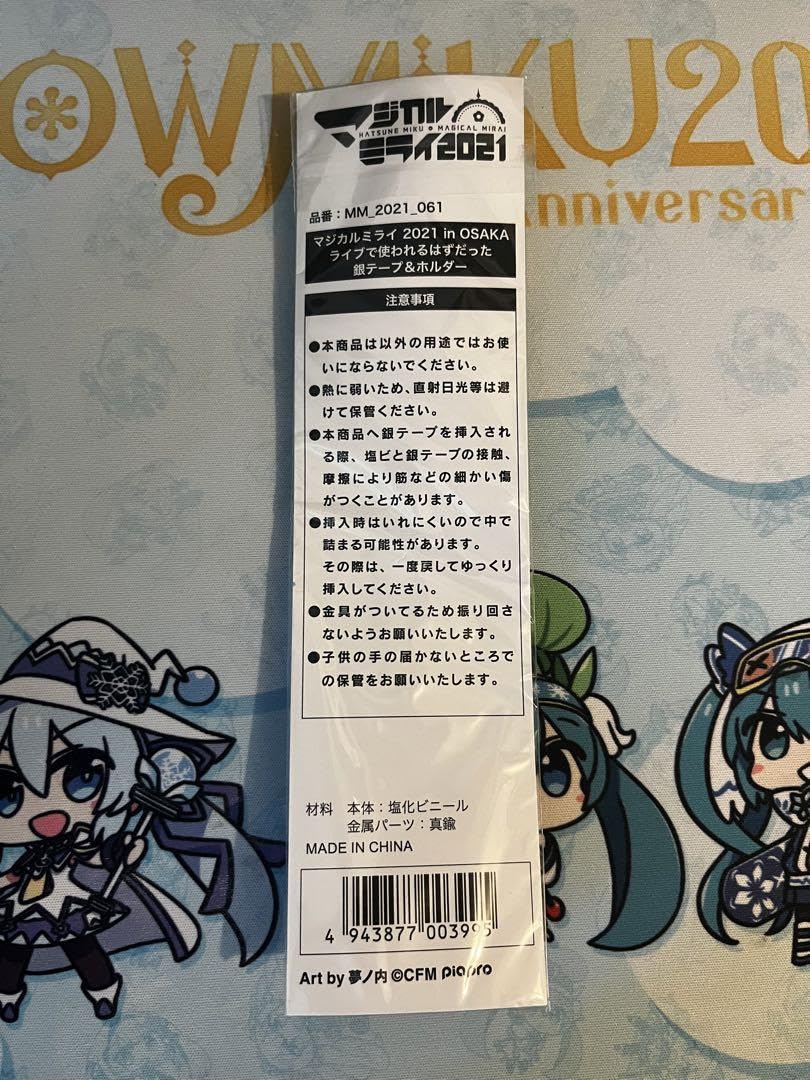 OWMIKU20
nniversar
マジカル
HATSUNE MIKU MAGICAL MIRAI
ミライ2021
品番：MM_2021_061
マジカルミライ 2021 in OSAKA
ライブで使われるはずだった
銀テープ＆ホルダー
注意事項
●本商品は以外の用途ではお使
いにならないでください。
●熱に弱いため、直射日光等は避
けて保管ください。
●本商品へ銀テープを挿入され
る際、塩ビと銀テープの接触、
摩擦により筋などの細かい傷
がつくことがあります。
●挿入時はいれにくいので中で
詰まる可能性があります。
その際は、一度戻してゆっくり
挿入してください。
●金具がついてるため振り回さ
ないようお願いいたします。
●子供の手の届かないところで
の保管をお願いいたします。
材料 本体：塩化ビニール
金属パーツ：真鍮
MADE IN CHINA
4 943877 003995
Art by 夢ノ内 ©CFM piapro